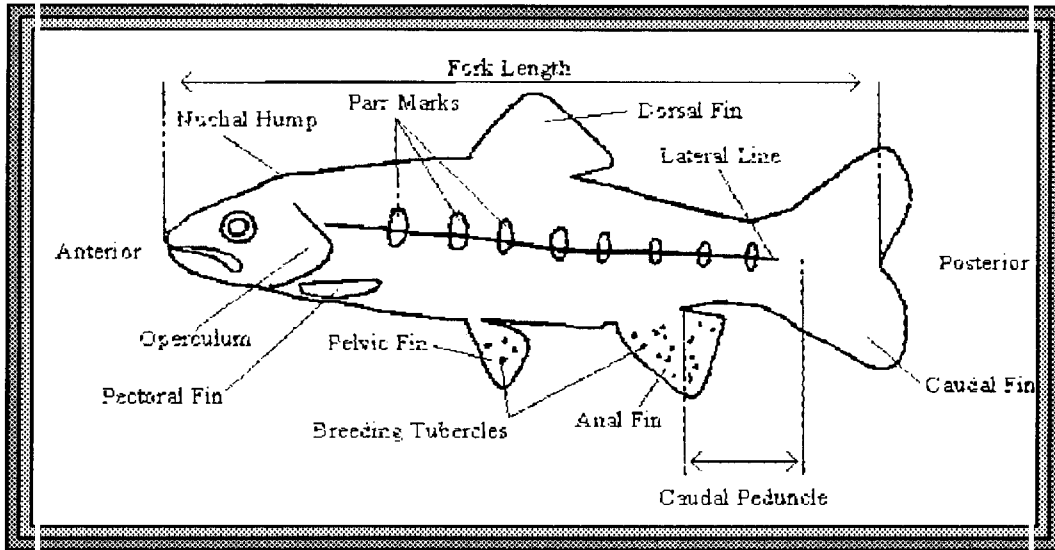 Fork Length
Parr Marks
Dorsal Fin
Nuchal Hump
Lateral Line
Anterior
Posterior
Operculum
Pelvic Fin
Pectoral Fin
Caudal Fin
Anal Fin
Breeding Tubercles
Caudal Peduncle